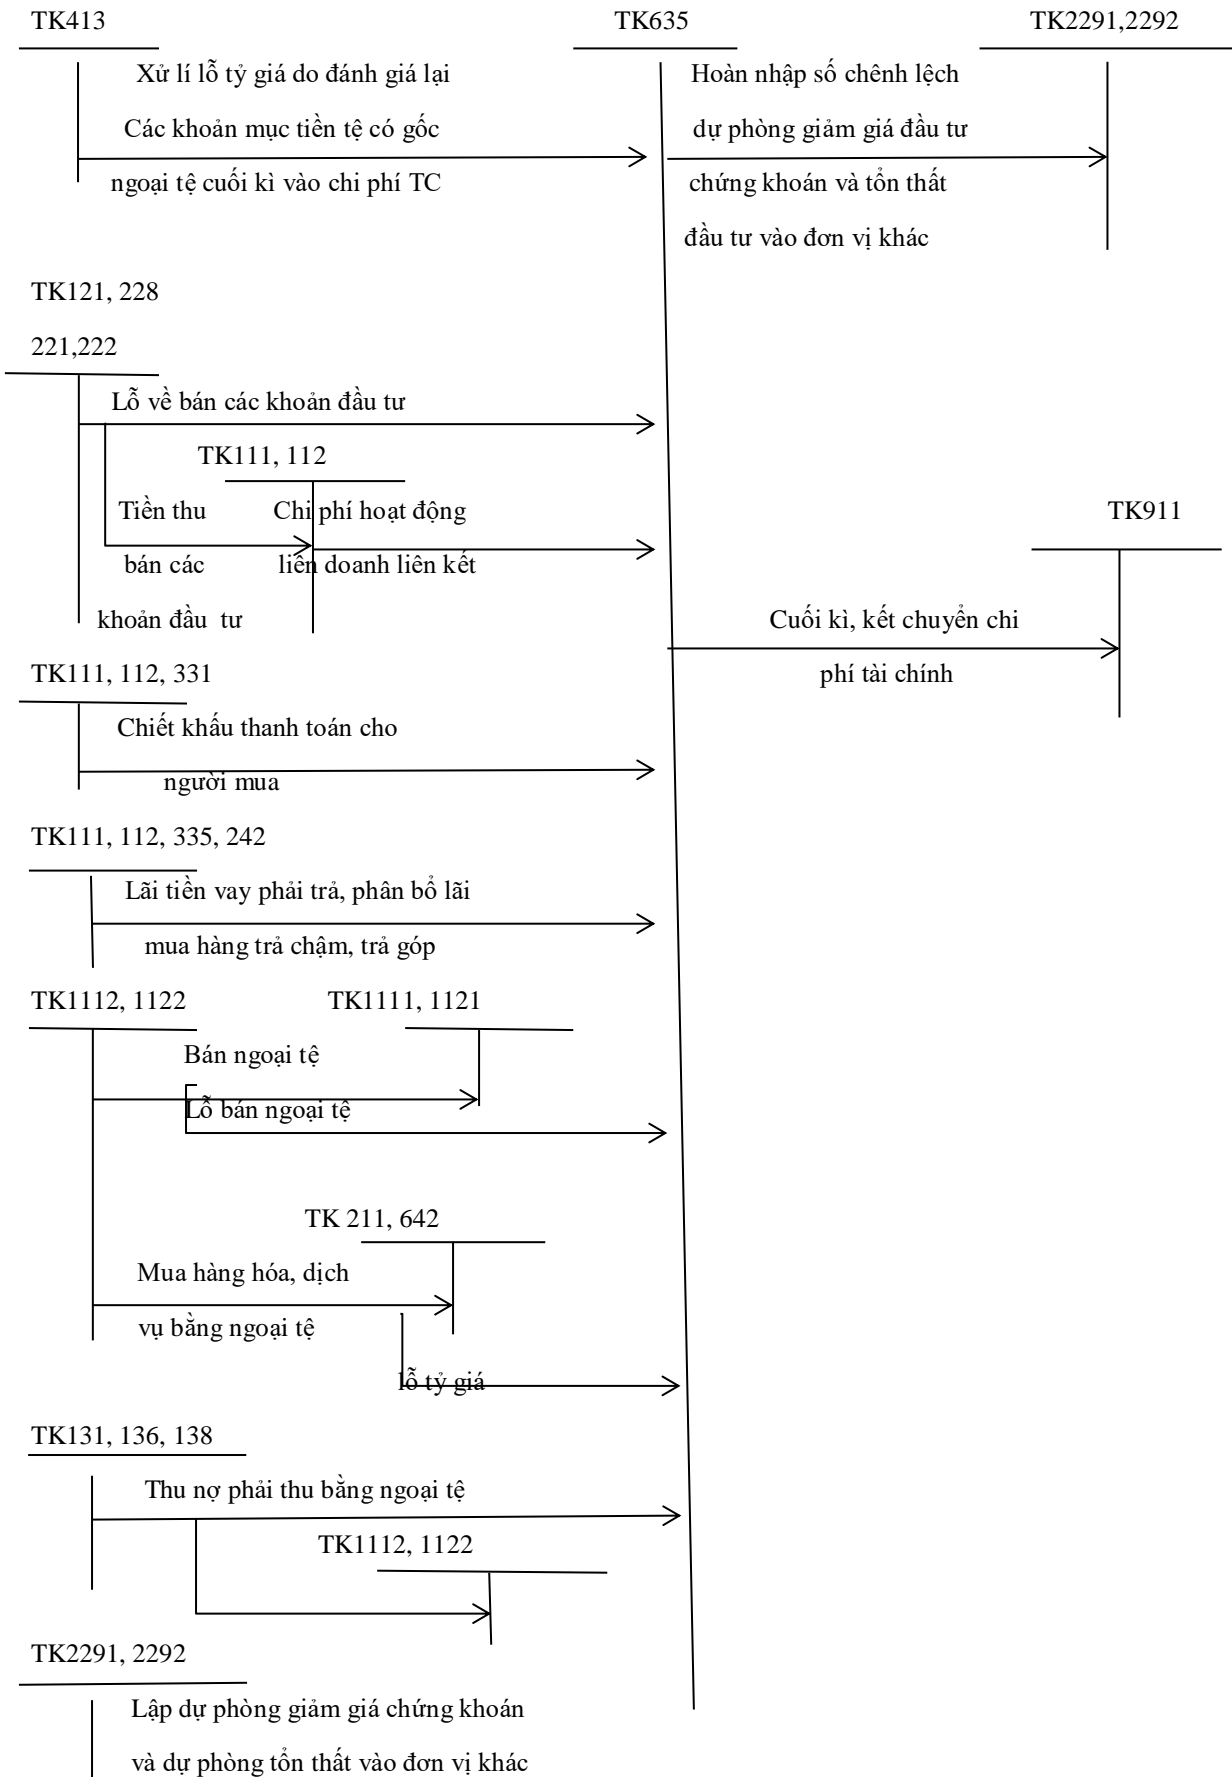 TK413 TK635 TK2291,2292
Xử lí lỗ tỷ giá do đánh giá lại Hoàn nhập số chênh lệch
Các khoản mục tiền tệ có gốc dự phòng giảm giá đầu tư
ngoại tệ cuối kì vào chi phí TC chứng khoán và tổn thất
đầu tư vào đơn vị khác
TK121, 228
221,222
Lỗ về bán các khoản đầu tư
TK111, 112
Tiền thu Chi phí hoạt động TK911
bán các liên doanh liên kết
khoản đầu tư Cuối kì, kết chuyển chi
TK111, 112, 331 phí tài chính
Chiết khấu thanh toán cho
người mua
TK111, 112, 335, 242
Lãi tiền vay phải trả, phân bổ lãi
mua hàng trả chậm, trả góp
TK1112, 1122 TK1111, 1121
Bán ngoại tệ
Lỗ bán ngoại tệ
TK 211, 642
Mua hàng hóa, dịch
vụ bằng ngoại tệ
lỗ tỷ giá
TK131, 136, 138
Thu nợ phải thu bằng ngoại tệ
TK1112, 1122
TK2291, 2292
Lập dự phòng giảm giá chứng khoán
và dự phòng tổn thất vào đơn vị khác